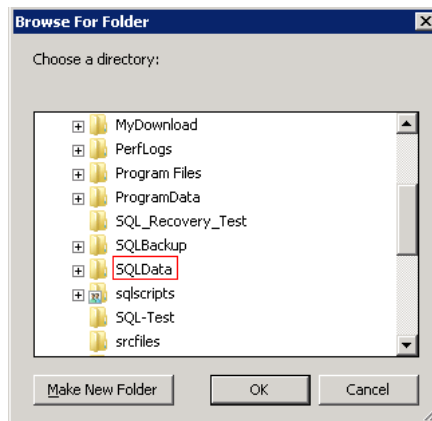 Browse For Folder
Choose a directory:
MyDownload
PerfLogs
Program Files
ProgramData
SQL_Recovery_Test
SQLBackup
SQLData
sqlscripts
SQL-Test
srcfiles
Make New Folder
OK
Cancel